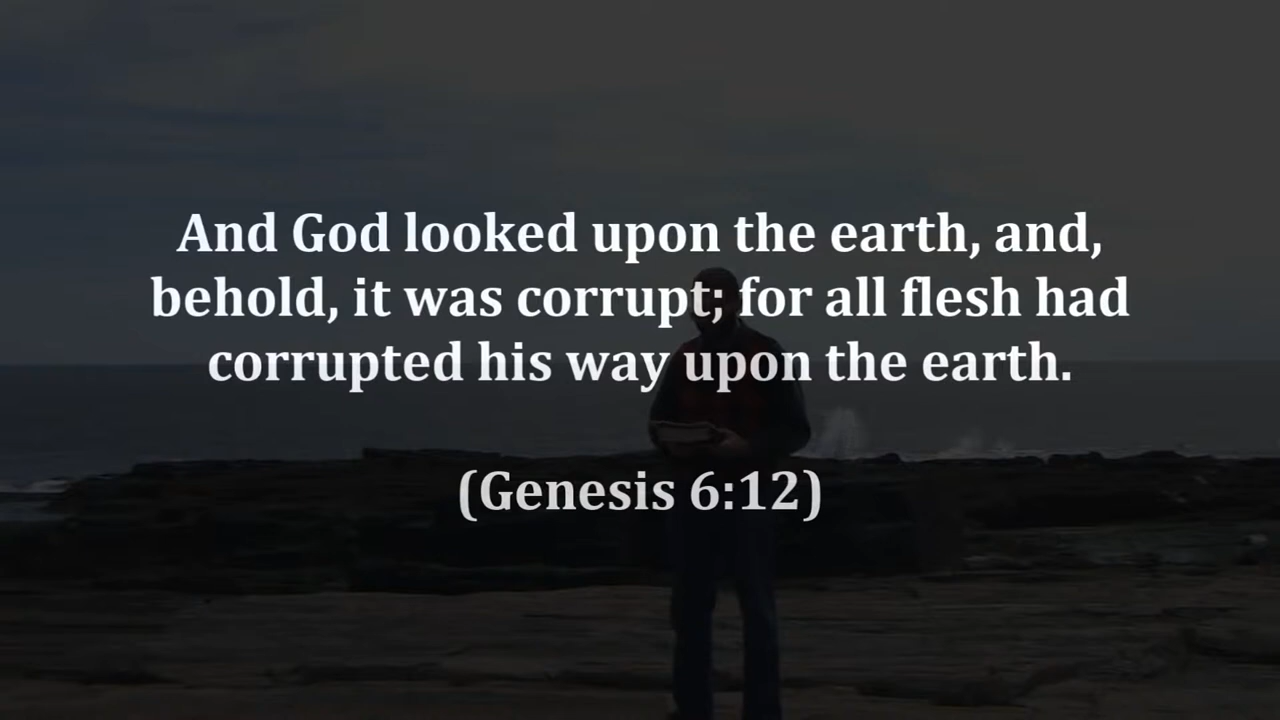 And God looked upon the earth, and,
behold, it was corrupt; for all flesh had
corrupted his way upon the earth.
(Genesis 6:12)